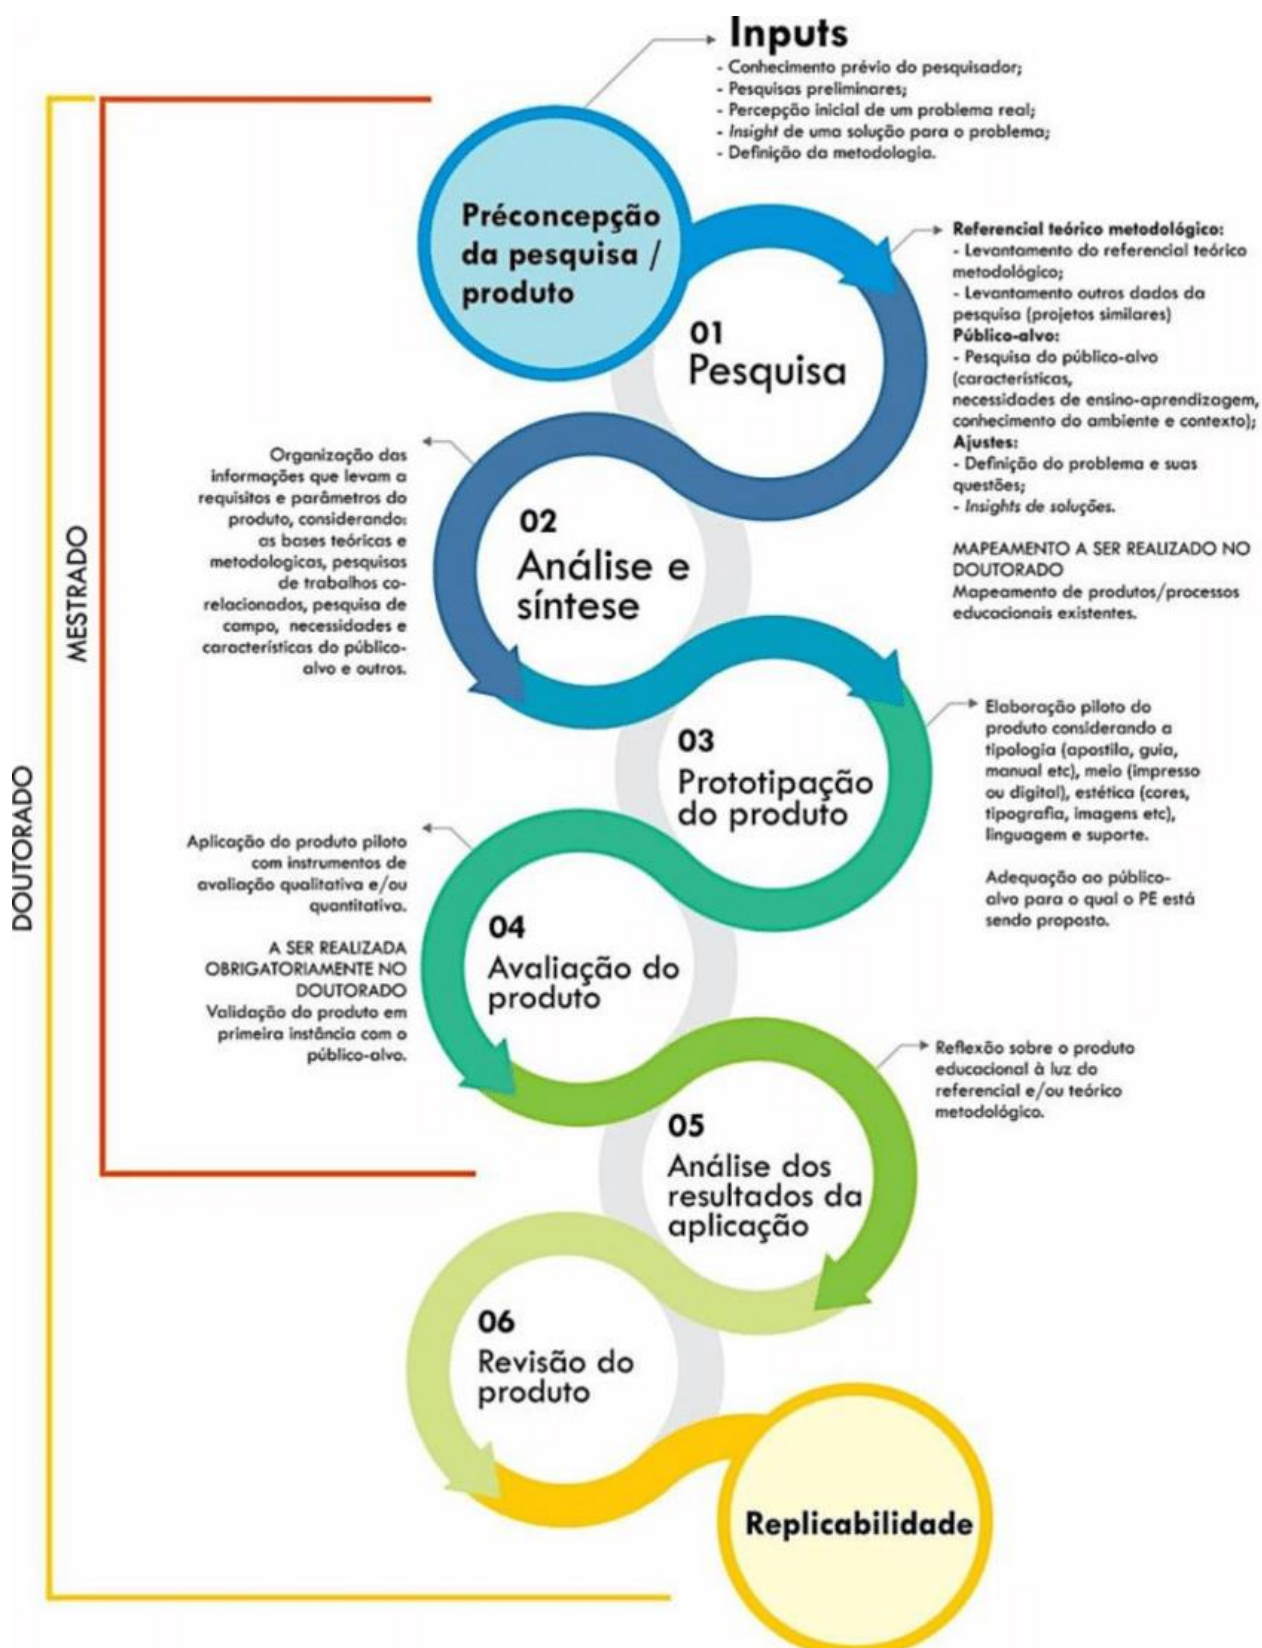 Inputs
- Conhecimento prévio do pesquisador;
- Pesquisas preliminares;
- Percepção inicial de um problema real;
- Insight de uma solução para o problema;
- Definição da metodologia.
Préconcepção
da pesquisa /
produto
Referencial teórico metodológico:
- Levantamento do referencial teórico
metodológico;
- Levantamento outros dados da
pesquisa (projetos similares)
Público-alvo:
- Pesquisa do público-alvo
(características,
necessidades de ensino-aprendizagem,
conhecimento do ambiente e contexto);
Ajustes:
- Definição do problema e suas
questões;
- Insights de soluções.
MAPEAMENTO A SER REALIZADO NO
DOUTORADO
Mapeamento de produtos/processos
educacionais existentes.
01
Pesquisa
Organização das
informações que levam a
requisitos e parâmetros do
produto, considerando:
as bases teóricas e
metodologicas, pesquisas
de trabalhos co-
relacionados, pesquisa de
campo, necessidades e
características do público-
alvo e outros.
02
Análise e
síntese
MESTRADO
DOUTORADO
03
Prototipação
do produto
Elaboração piloto do
produto considerando a
tipologia (apostila, guia,
manual etc), meio (impresso
ou digital), estética (cores,
tipografia, imagens etc),
linguagem e suporte.
Adequação ao público-
alvo para o qual o PE está
sendo proposto.
Aplicação do produto piloto
com instrumentos de
avaliação qualitativa e/ou
quantitativa.
A SER REALIZADA
OBRIGATORIAMENTE NO
DOUTORADO
Validação do produto em
primeira instância com o
público-alvo.
04
Avaliação do
produto
Reflexão sobre o produto
educacional à luz do
referencial e/ou teórico
metodológico.
05
Análise dos
resultados da
aplicação
06
Revisão do
produto
Replicabilidade